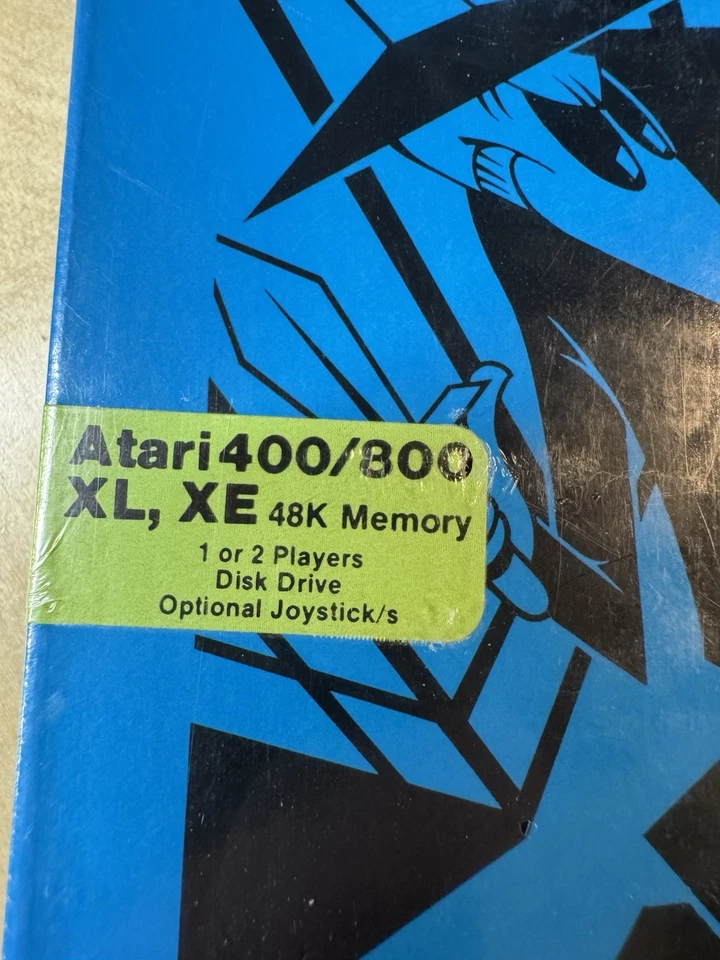 Atari 400/800
XL, XE 48K Memory
1 or 2 Players
Disk Drive
Optional Joystick/s